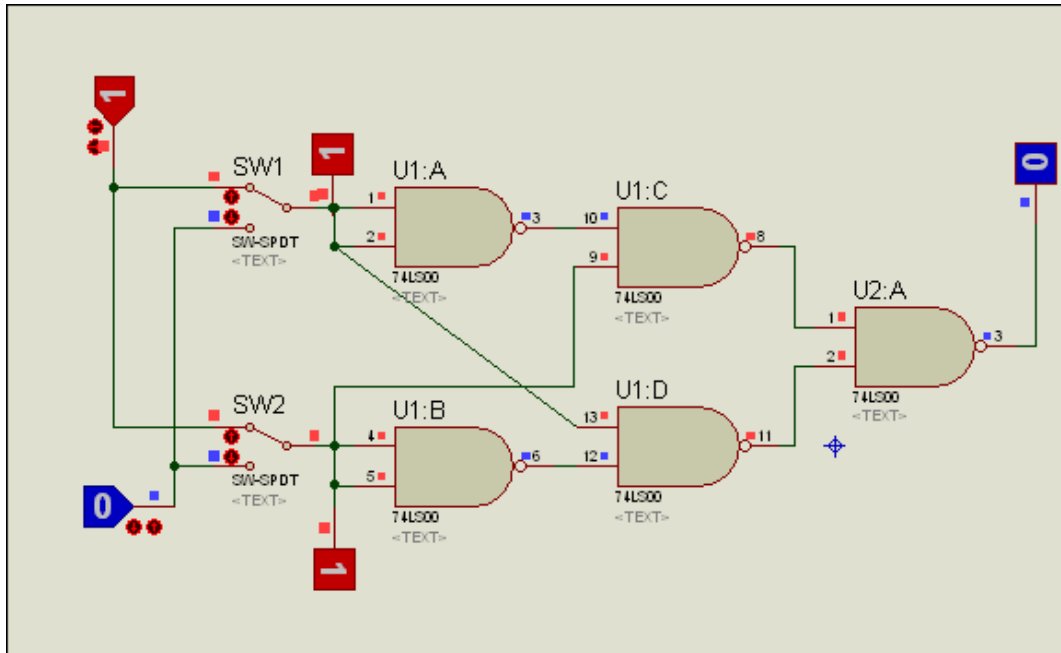 1
SW1
SW-SPDT
<TEXT>
1
U1:A
1
2
3
74LS00
<TEXT>
U1:C
10
9
8
74LS00
<TEXT>
0
U2:A
1
2
3
74LS00
<TEXT>
SW2
SW-SPDT
<TEXT>
0
U1:B
4
5
6
74LS00
<TEXT>
1
U1:D
13
12
11
74LS00
<TEXT>